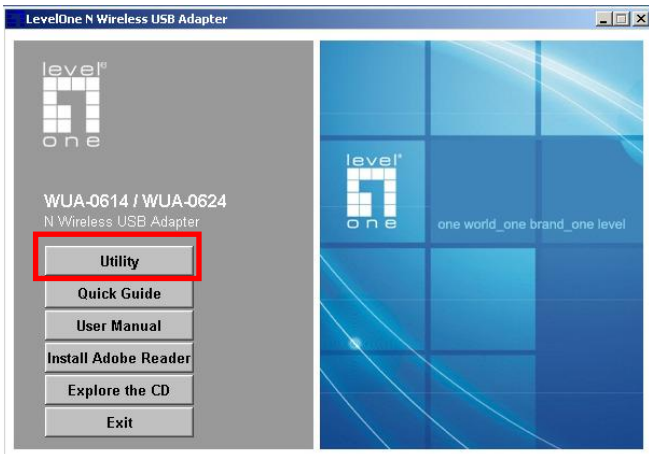 LevelOne N Wireless USB Adapter
level®
one
WUA-0614 / WUA-0624
N Wireless USB Adapter
Utility
Quick Guide
User Manual
Install Adobe Reader
Explore the CD
Exit
level®
one
one world_one brand_one level